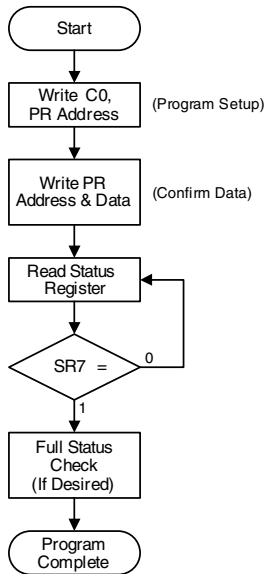 Start
Write C0,
PR Address
(Program Setup)
Write PR
Address & Data
(Confirm Data)
Read Status
Register
SR7 =
0
1
Full Status
Check
(If Desired)
Program
Complete